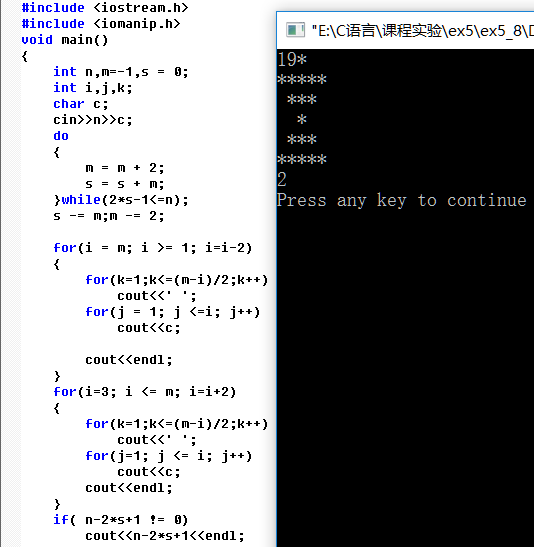 #include <iostream.h>
#include <iomanip.h>
void main()
{
    int n,m=-1,s = 0;
    int i,j,k;
    char c;
    cin>>n>>c;
    do
    {
        m = m + 2;
        s = s + m;
    }while(2*s-1<=n);
    s -= m;m -= 2;

    for(i = m; i >= 1; i=i-2)
    {
        for(k=1;k<=(m-i)/2;k++)
            cout<<' ';
        for(j = 1; j <=i; j++)
            cout<<c;

        cout<<endl;
    }
    for(i=3; i <= m; i=i+2)
    {
        for(k=1;k<=(m-i)/2;k++)
            cout<<' ';
        for(j=1; j <= i; j++)
            cout<<c;
        cout<<endl;
    }
    if( n-2*s+1 != 0)
        cout<<n-2*s+1<<endl;
"E:\C语言\课程实验\ex5\ex5_8\D
19*
*****
 ***
  *
 ***
*****
2
Press any key to continue